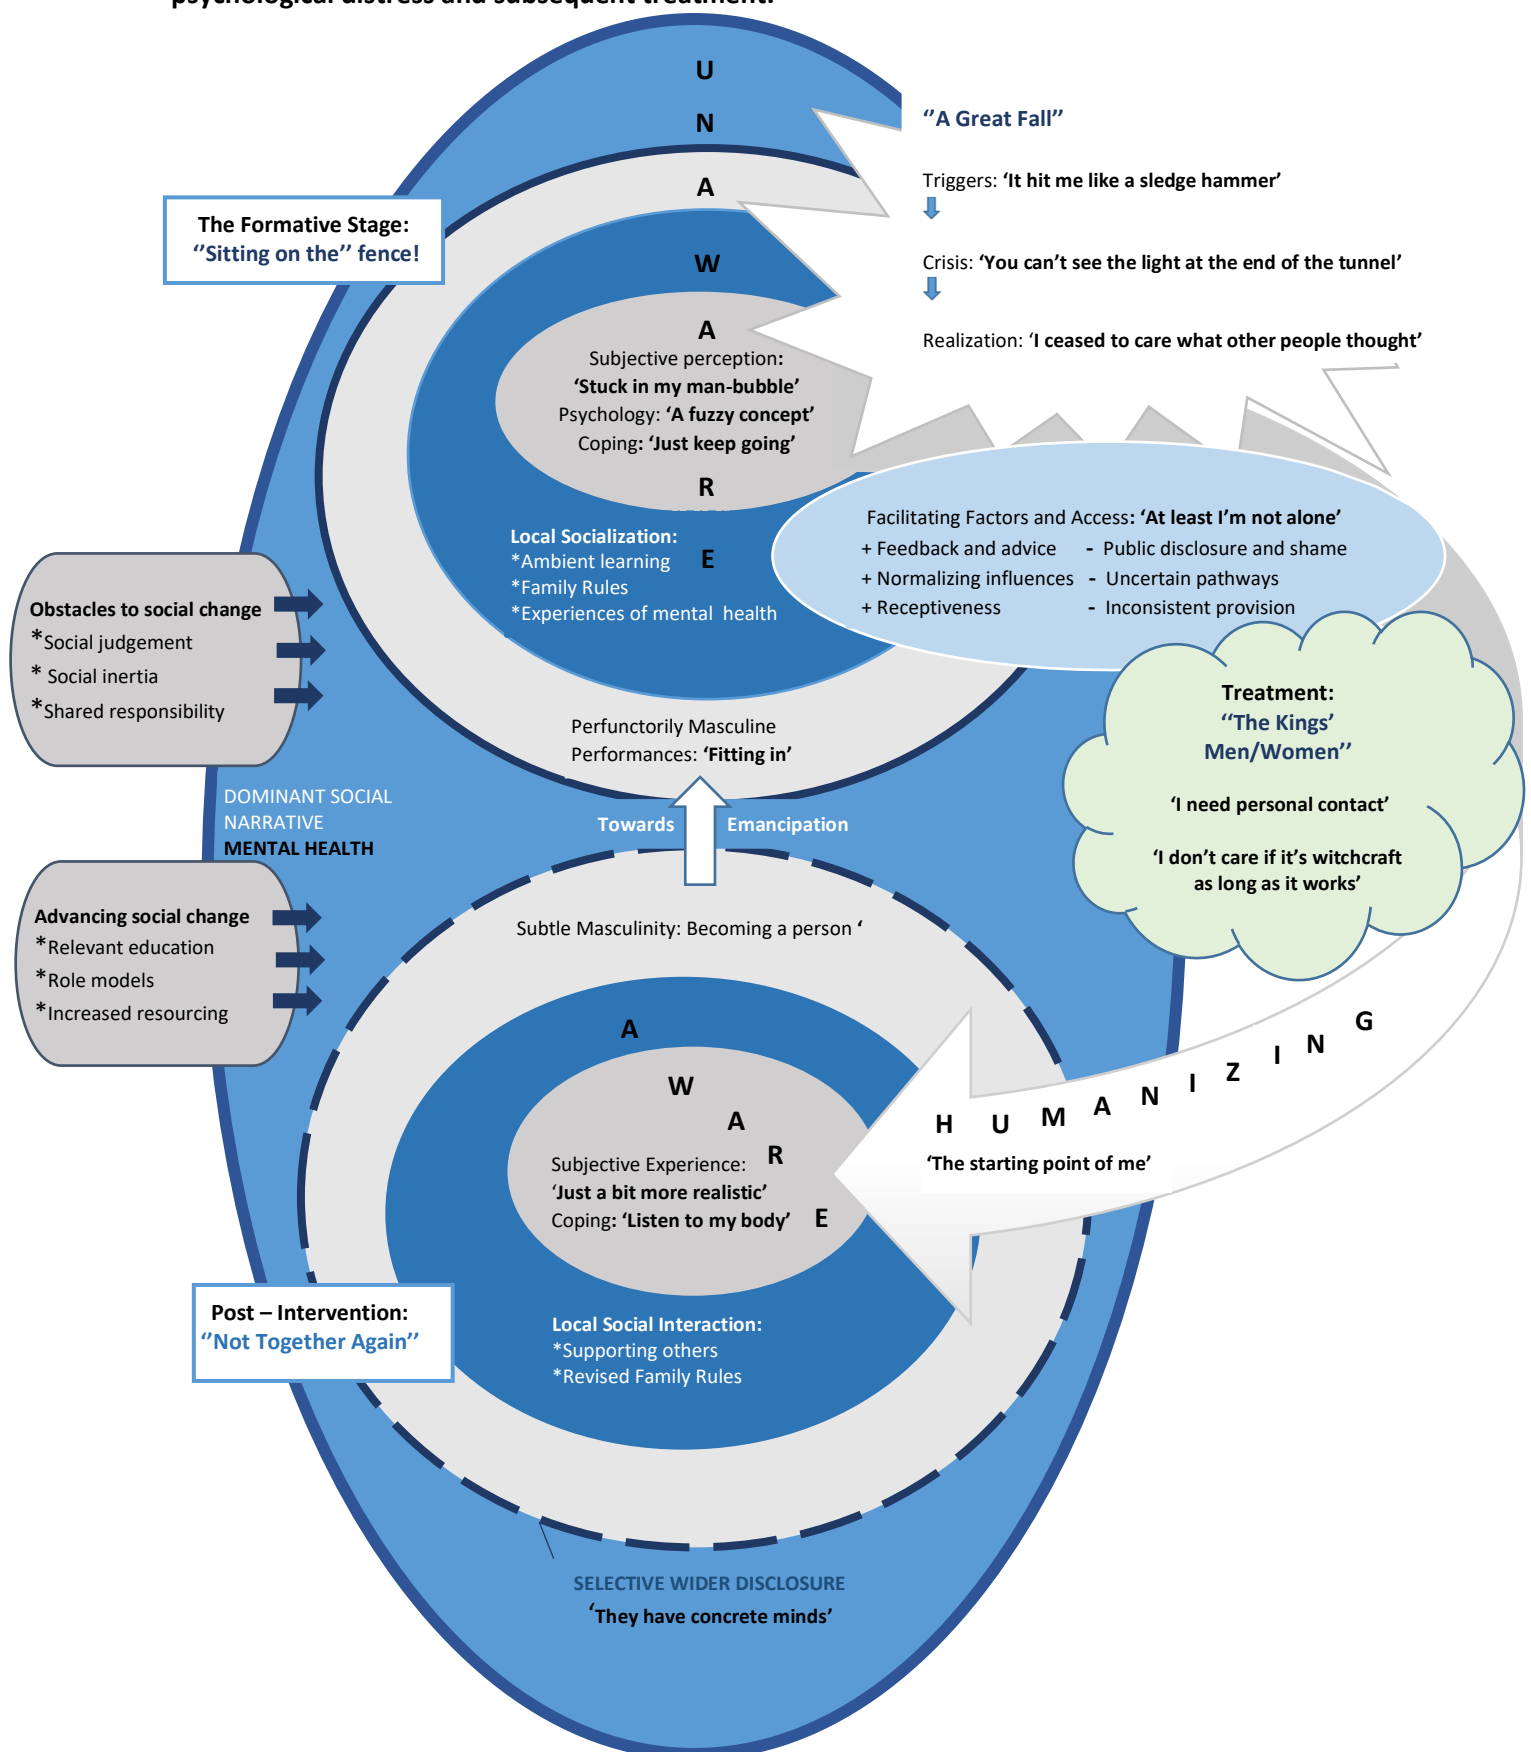 psychological distress and subsequent treatment.
U
N
A
W
A
R
E
The Formative Stage:
‘’Sitting on the’’ fence!
‘’A Great Fall’’
Triggers: ‘It hit me like a sledge hammer’
Crisis: ‘You can’t see the light at the end of the tunnel’
Realization: ‘I ceased to care what other people thought’
Subjective perception:
‘Stuck in my man-bubble’
Psychology: ‘A fuzzy concept’
Coping: ‘Just keep going’
Local Socialization:
*Ambient learning
*Family Rules
*Experiences of mental health
Facilitating Factors and Access: ‘At least I’m not alone’
+ Feedback and advice - Public disclosure and shame
+ Normalizing influences - Uncertain pathways
+ Receptiveness - Inconsistent provision
Obstacles to social change
*Social judgement
* Social inertia
*Shared responsibility
Perfunctorily Masculine
Performances: ‘Fitting in’
Treatment:
‘’The Kings’
Men/Women’’
‘I need personal contact’
‘I don’t care if it’s witchcraft
as long as it works’
DOMINANT SOCIAL
NARRATIVE
MENTAL HEALTH
Towards Emancipation
Advancing social change
*Relevant education
*Role models
*Increased resourcing
Subtle Masculinity: Becoming a person ‘
A
W
A
R
E
Subjective Experience:
‘Just a bit more realistic’
Coping: ‘Listen to my body’
H U M A N I Z I N G
‘The starting point of me’
Post – Intervention:
‘’Not Together Again’’
Local Social Interaction:
*Supporting others
*Revised Family Rules
SELECTIVE WIDER DISCLOSURE
‘They have concrete minds’